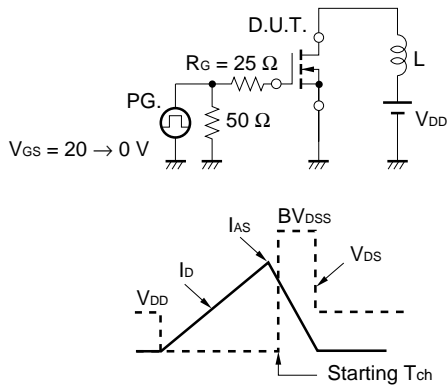 D.U.T.
RG = 25 Ω
L
PG.
50 Ω
VDD
VGS = 20 → 0 V
BVDSS
IAS
ID
VDS
VDD
Starting Tch